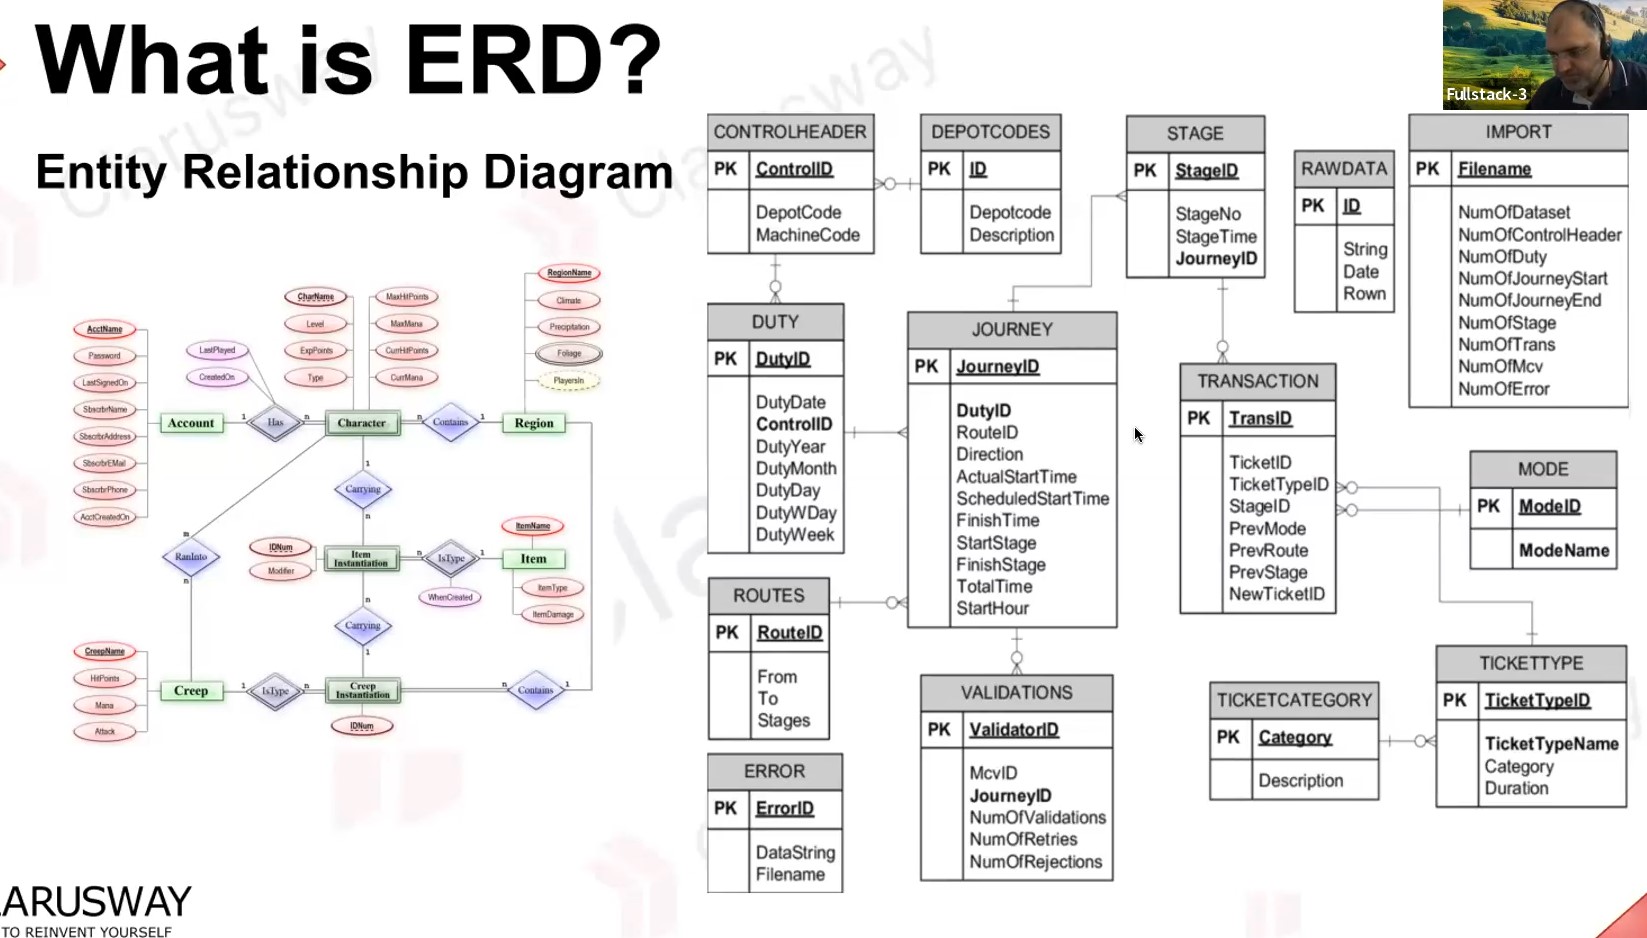 What is ERD?
Entity Relationship Diagram
Fullstack-3
AcctName
Password
LastSignedOn
SbscrbrName
SbscrbrAddress
SbscrbrEMail
SbscrbrPhone
AcctCreatedOn
LastPlayed
CreatedOn
CharName
Level
ExpPoints
Type
MaxHitPoints
MaxMana
CurrHitPoints
CurrMana
RegionName
Climate
Precipitation
Foliage
PlayersIn
Account
1
Has
n
Character
n
Contains
1
Region
1
Carrying
n
n
RanInto
n
IDNum
Modifier
Item
Instantiation
n
IsType
1
Item
ItemName
WhenCreated
ItemType
ItemDamage
n
Carrying
1
CreepName
HitPoints
Mana
Attack
Creep
1
IsType
n
Creep
Instantiation
n
Contains
1
IDNum
CONTROLHEADER
PK ControlID
DepotCode
MachineCode
DEPOTCODES
PK ID
Depotcode
Description
STAGE
PK StageID
StageNo
StageTime
JourneyID
RAWDATA
PK ID
String
Date
Rown
IMPORT
PK Filename
NumOfDataset
NumOfControlHeader
NumOfDuty
NumOfJourneyStart
NumOfJourneyEnd
NumOfStage
NumOfTrans
NumOfMcv
NumOfError
DUTY
PK DutyID
DutyDate
ControlID
DutyYear
DutyMonth
DutyDay
DutyWDay
DutyWeek
JOURNEY
PK JourneyID
DutyID
RouteID
Direction
ActualStartTime
ScheduledStartTime
FinishTime
StartStage
FinishStage
TotalTime
StartHour
TRANSACTION
PK TransID
TicketID
TicketTypeID
StageID
PrevMode
PrevRoute
PrevStage
NewTicketID
MODE
PK ModeID
ModeName
ROUTES
PK RouteID
From
To
Stages
VALIDATIONS
PK ValidatorID
McvID
JourneyID
NumOfValidations
NumOfRetries
NumOfRejections
TICKETCATEGORY
PK Category
Description
TICKETTYPE
PK TicketTypeID
TicketTypeName
Category
Duration
ERROR
PK ErrorID
DataString
Filename
LARUSWAY
TO REINVENT YOURSELF